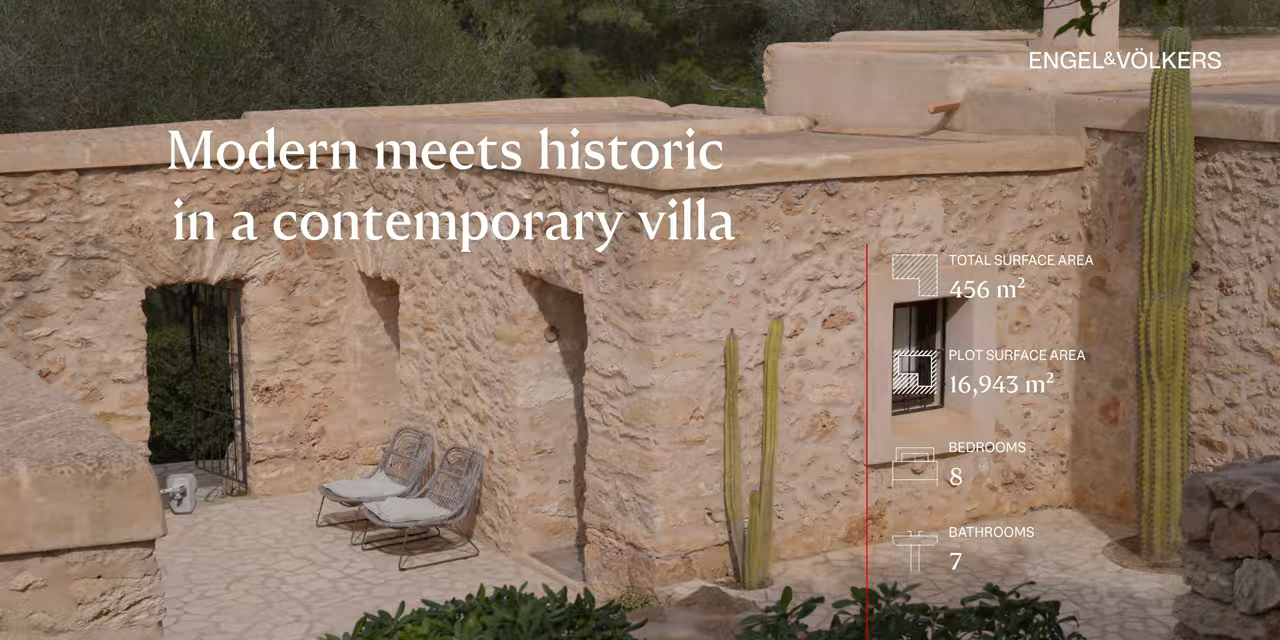 ENGEL&VÖLKERS
Modern meets historic
in a contemporary villa
TOTAL SURFACE AREA
456 m²
PLOT SURFACE AREA
16,943 m²
BEDROOMS
8
BATHROOMS
7